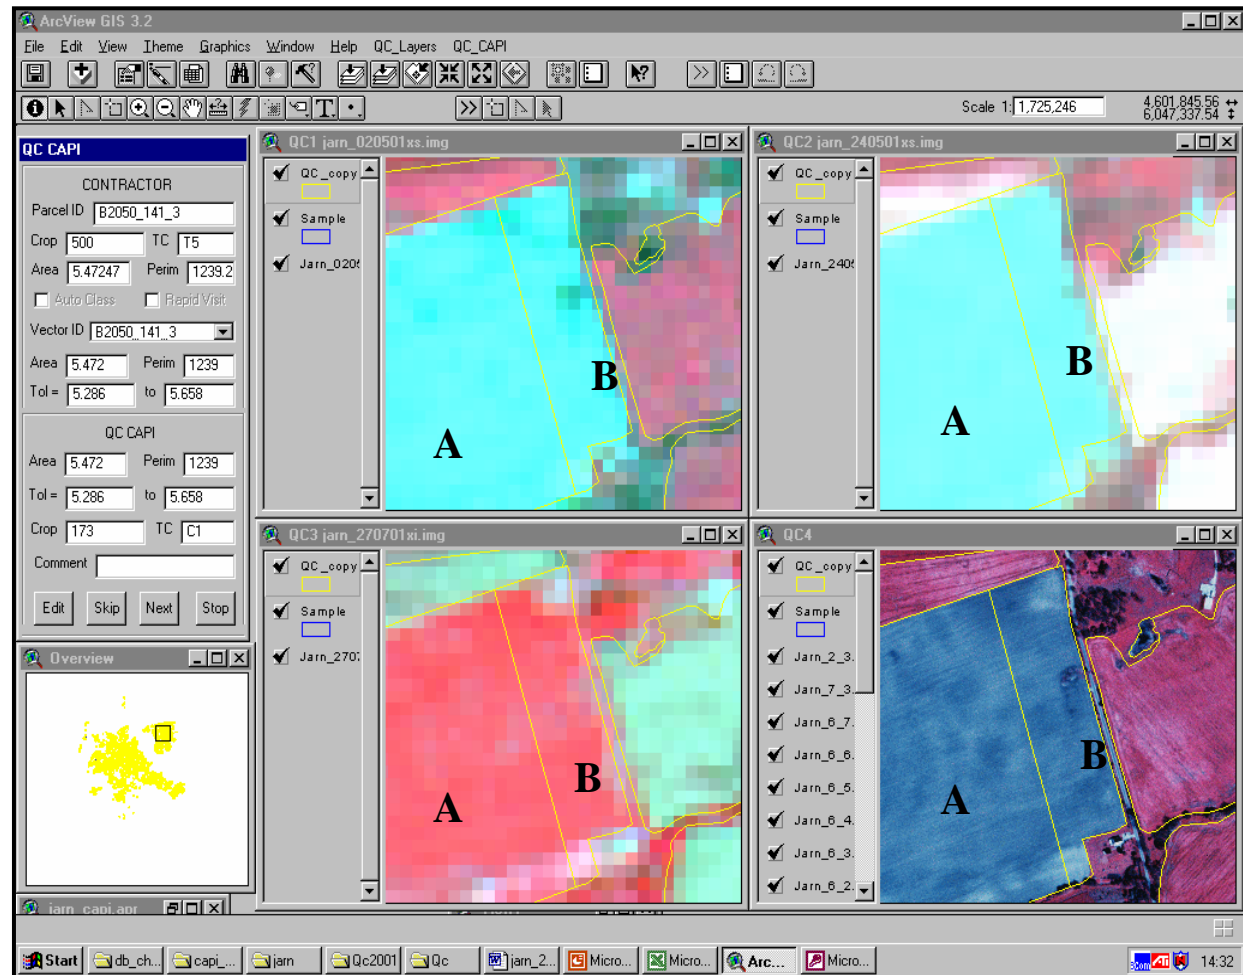 ArcView GIS 3.2
File Edit View Theme Graphics Window Help QC_Layers QC_CAPI
Scale 1: 1,725,246
4,601,845.56
6,047,337.54
QC CAPI
CONTRACTOR
Parcel ID B2050_141_3
Crop 500 TC T5
Area 5.47247 Perim 1239.2
Auto Class Rapid Visit
Vector ID B2050_141_3
Area 5.472 Perim 1239
Tol = 5.286 to 5.658
QC CAPI
Area 5.472 Perim 1239
Tol = 5.286 to 5.658
Crop 173 TC C1
Comment
Edit Skip Next Stop
Overview
jarn_capi.apr
QC1 jarn_020501xs.img
QC_copy
Sample
Jarn_020
A
B
QC2 jarn_240501xs.img
QC_copy
Sample
Jarn_240
A
B
QC3 jarn_270701xi.img
QC_copy
Sample
Jarn_270
A
B
QC4
QC_copy
Sample
Jarn_2_3.
Jarn_7_3.
Jarn_6_7.
Jarn_6_6.
Jarn_6_5.
Jarn_6_4.
Jarn_6_3.
Jarn_6_2.
A
B
Start db_ch... capi_... jarn Qc2001 Qc jarn_2... Micro... Micro... Arc... Micro... ATI 14:32